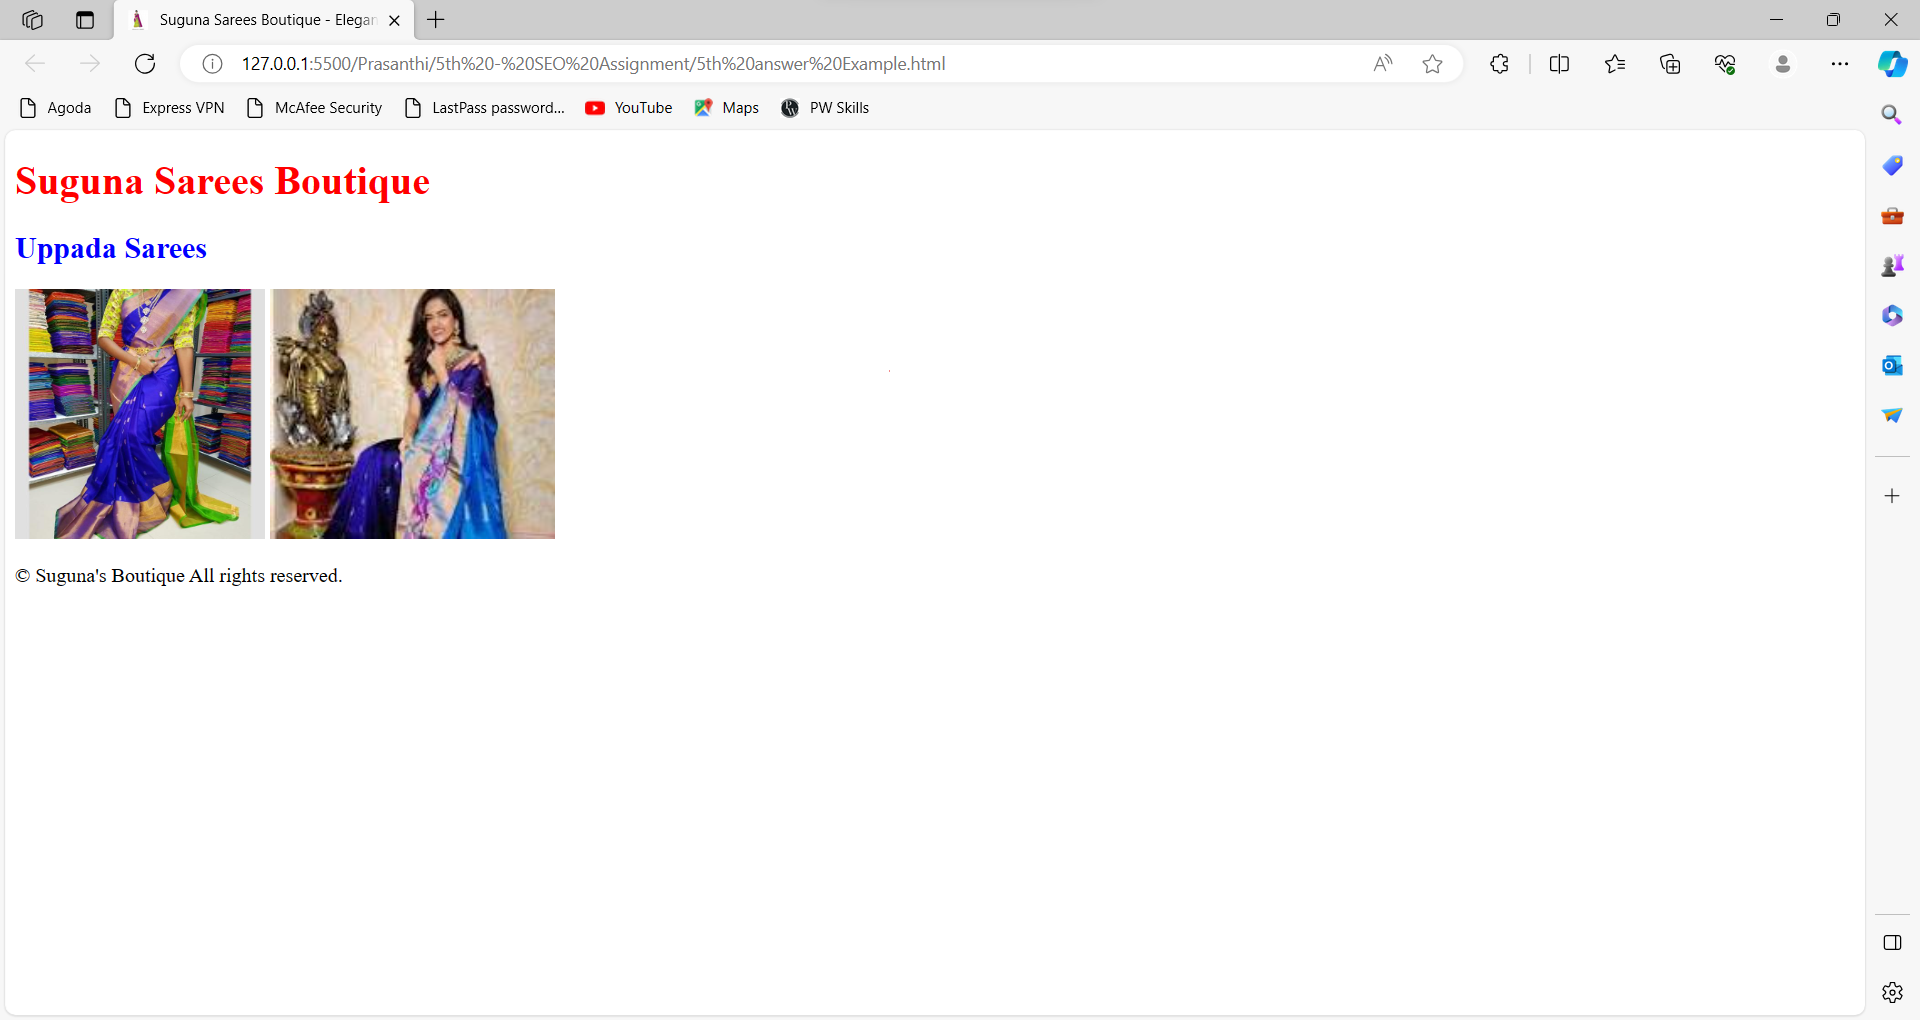 Suguna Sarees Boutique - Elegan
127.0.0.1:5500/Prasanthi/5th%20-%20SEO%20Assignment/5th%20answer%20Example.html
Agoda Express VPN McAfee Security LastPass password... YouTube Maps PW Skills
Suguna Sarees Boutique
Uppada Sarees
© Suguna's Boutique All rights reserved.